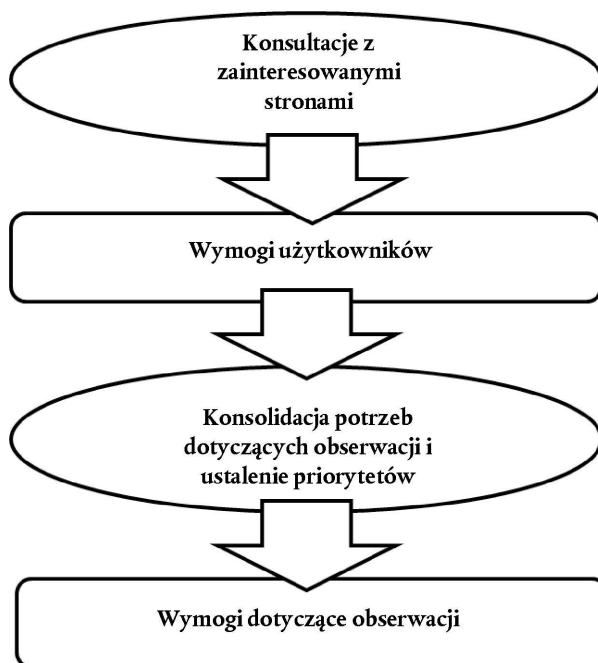 Konsultacje z
zainteresowanymi
stronami
Wymogi użytkowników
Konsolidacja potrzeb
dotyczących obserwacji i
ustalenie priorytetów
Wymogi dotyczące obserwacji